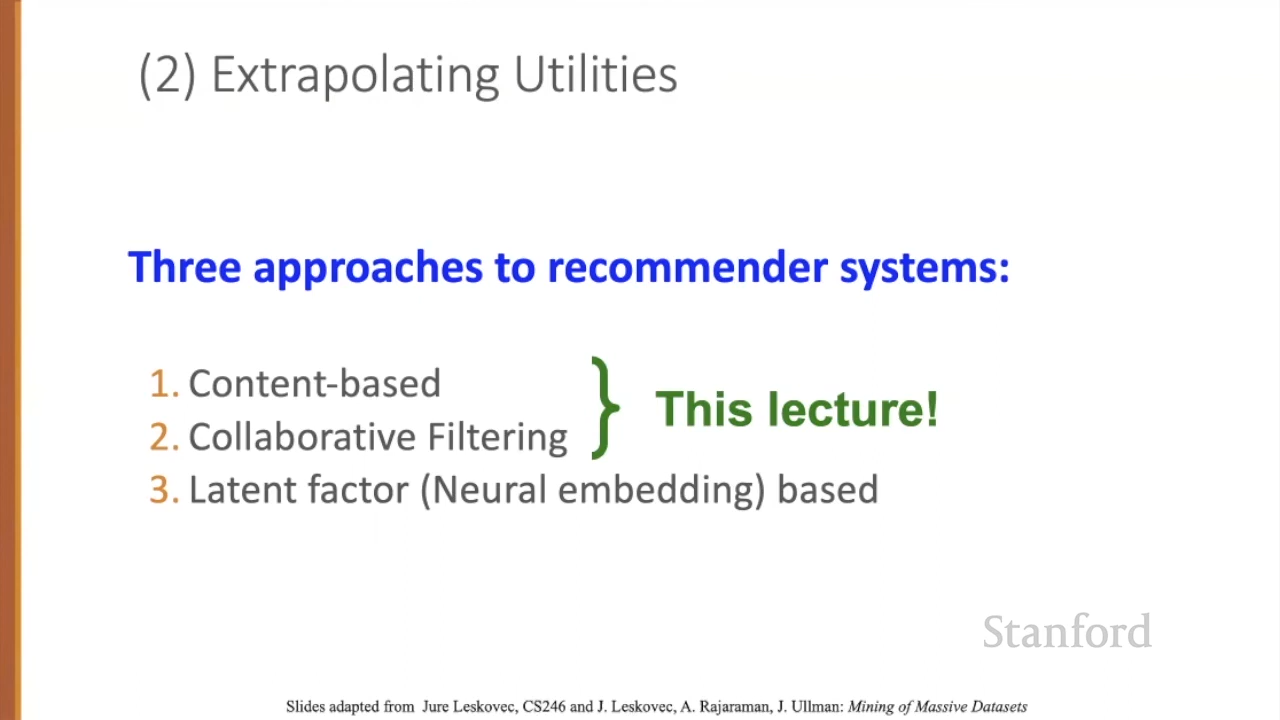 (2) Extrapolating Utilities
Three approaches to recommender systems:
1. Content-based
2. Collaborative Filtering
This lecture!
3. Latent factor (Neural embedding) based
Stanford
Slides adapted from Jure Leskovec, CS246 and J. Leskovec, A. Rajaraman, J. Ullman: Mining of Massive Datasets